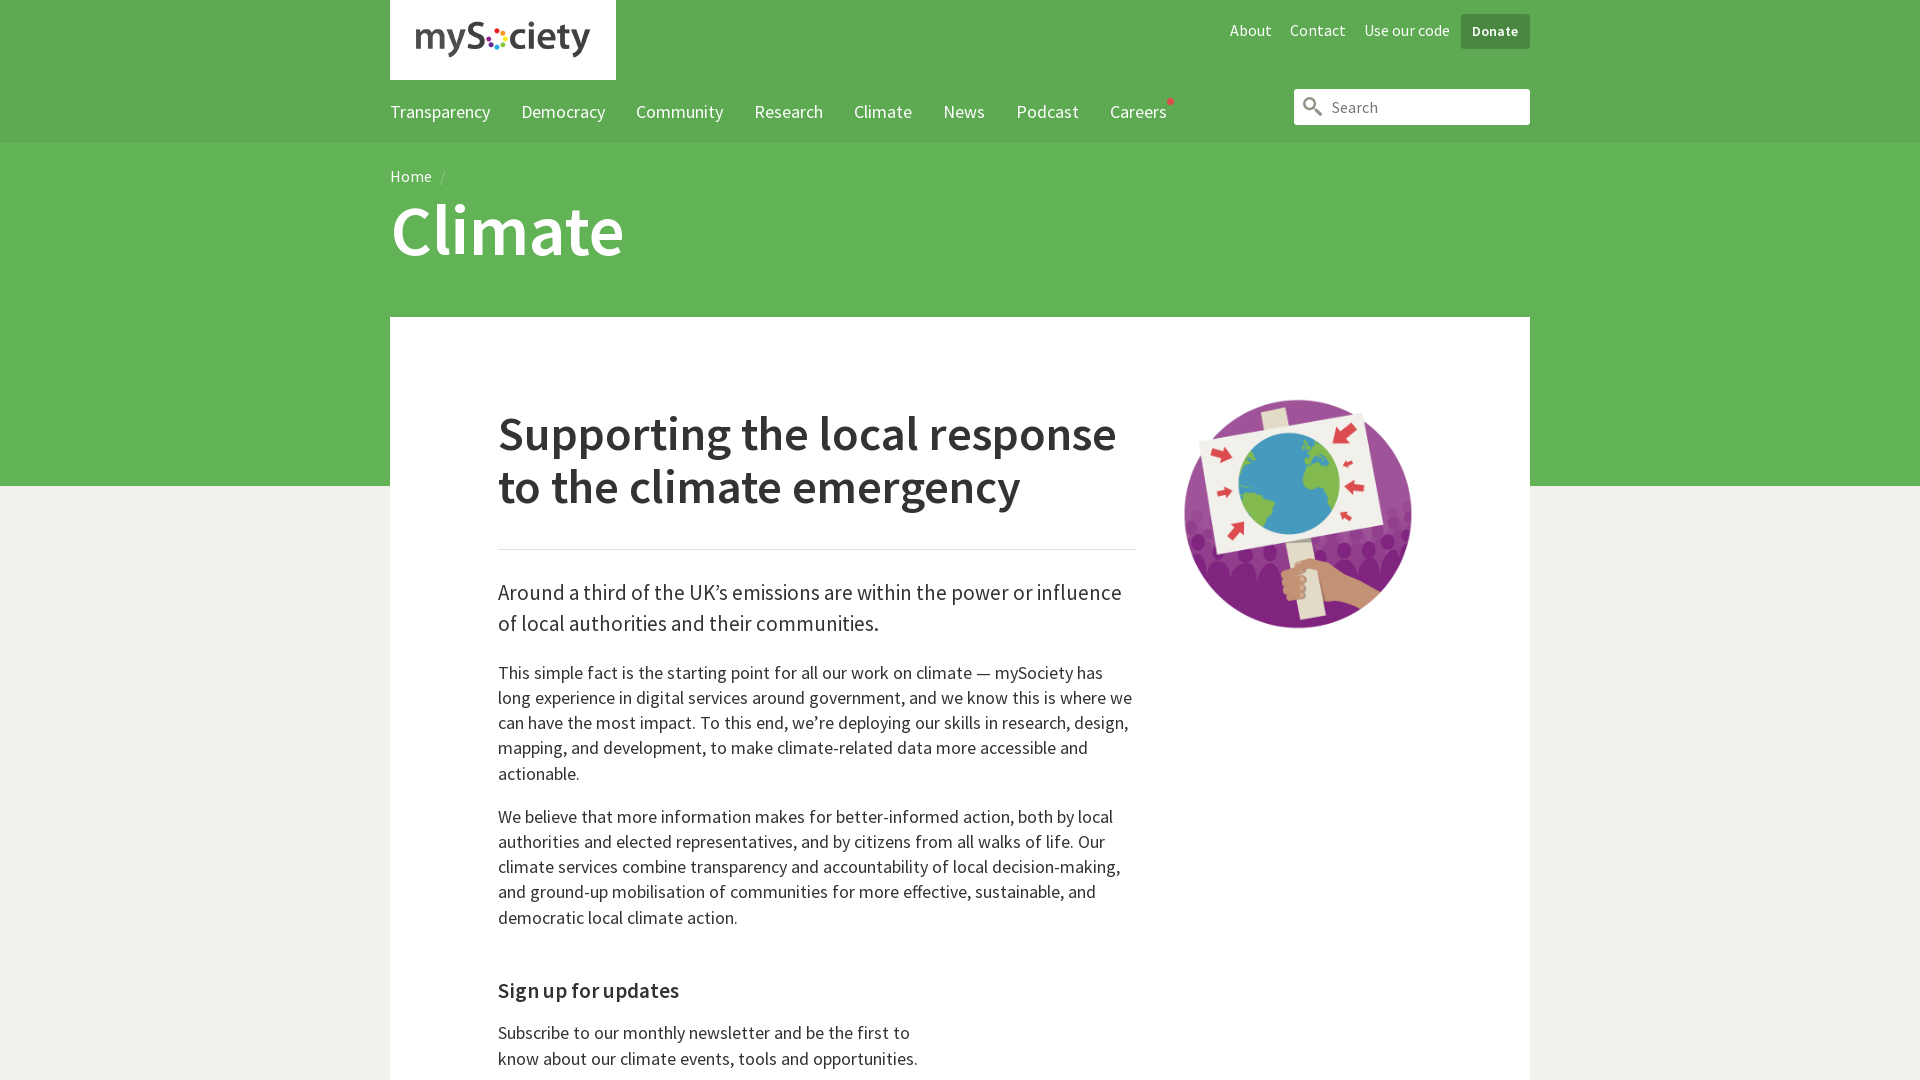 mySociety
About Contact Use our code Donate
Transparency Democracy Community Research Climate News Podcast Careers
Search
Home /
Climate
Supporting the local response
to the climate emergency
Around a third of the UK’s emissions are within the power or influence
of local authorities and their communities.
This simple fact is the starting point for all our work on climate — mySociety has
long experience in digital services around government, and we know this is where we
can have the most impact. To this end, we’re deploying our skills in research, design,
mapping, and development, to make climate-related data more accessible and
actionable.
We believe that more information makes for better-informed action, both by local
authorities and elected representatives, and by citizens from all walks of life. Our
climate services combine transparency and accountability of local decision-making,
and ground-up mobilisation of communities for more effective, sustainable, and
democratic local climate action.
Sign up for updates
Subscribe to our monthly newsletter and be the first to
know about our climate events, tools and opportunities.